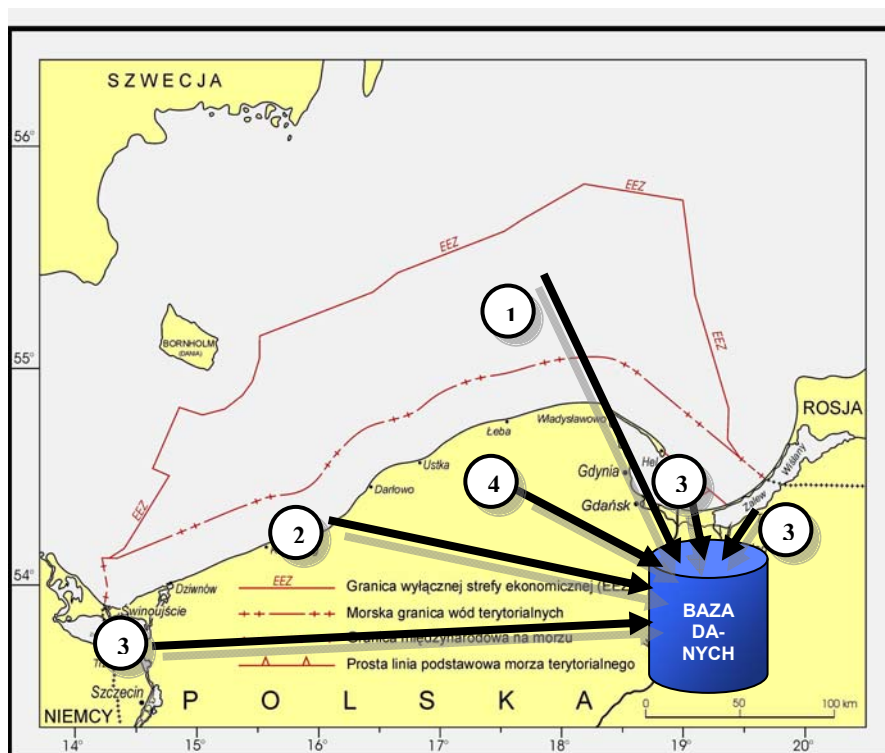 SZWECJA
56°
EEZ
EEZ
1
EEZ
BORNHOLM
(DANIA)
55°
EEZ
ROSJA
Władysławowo
Łeba
Hel
Wiślany
Ustka
Gdynia
3
Zalew
Darłowo
4
Gdańsk
EEZ
2
3
54°
Dziwnów
EEZ
Granica wyłącznej strefy ekonomicznej (EEZ
Świnoujście
Morska granica wód terytorialnych
BAZA
DA-
NYCH
3
Granica międzynarodowa na morzu
Prosta linia podstawowa morza terytorialnego
Szczecin
NIEMCY
POLSKA
0 50 100 km
14° 15° 16° 17° 18° 19° 20°